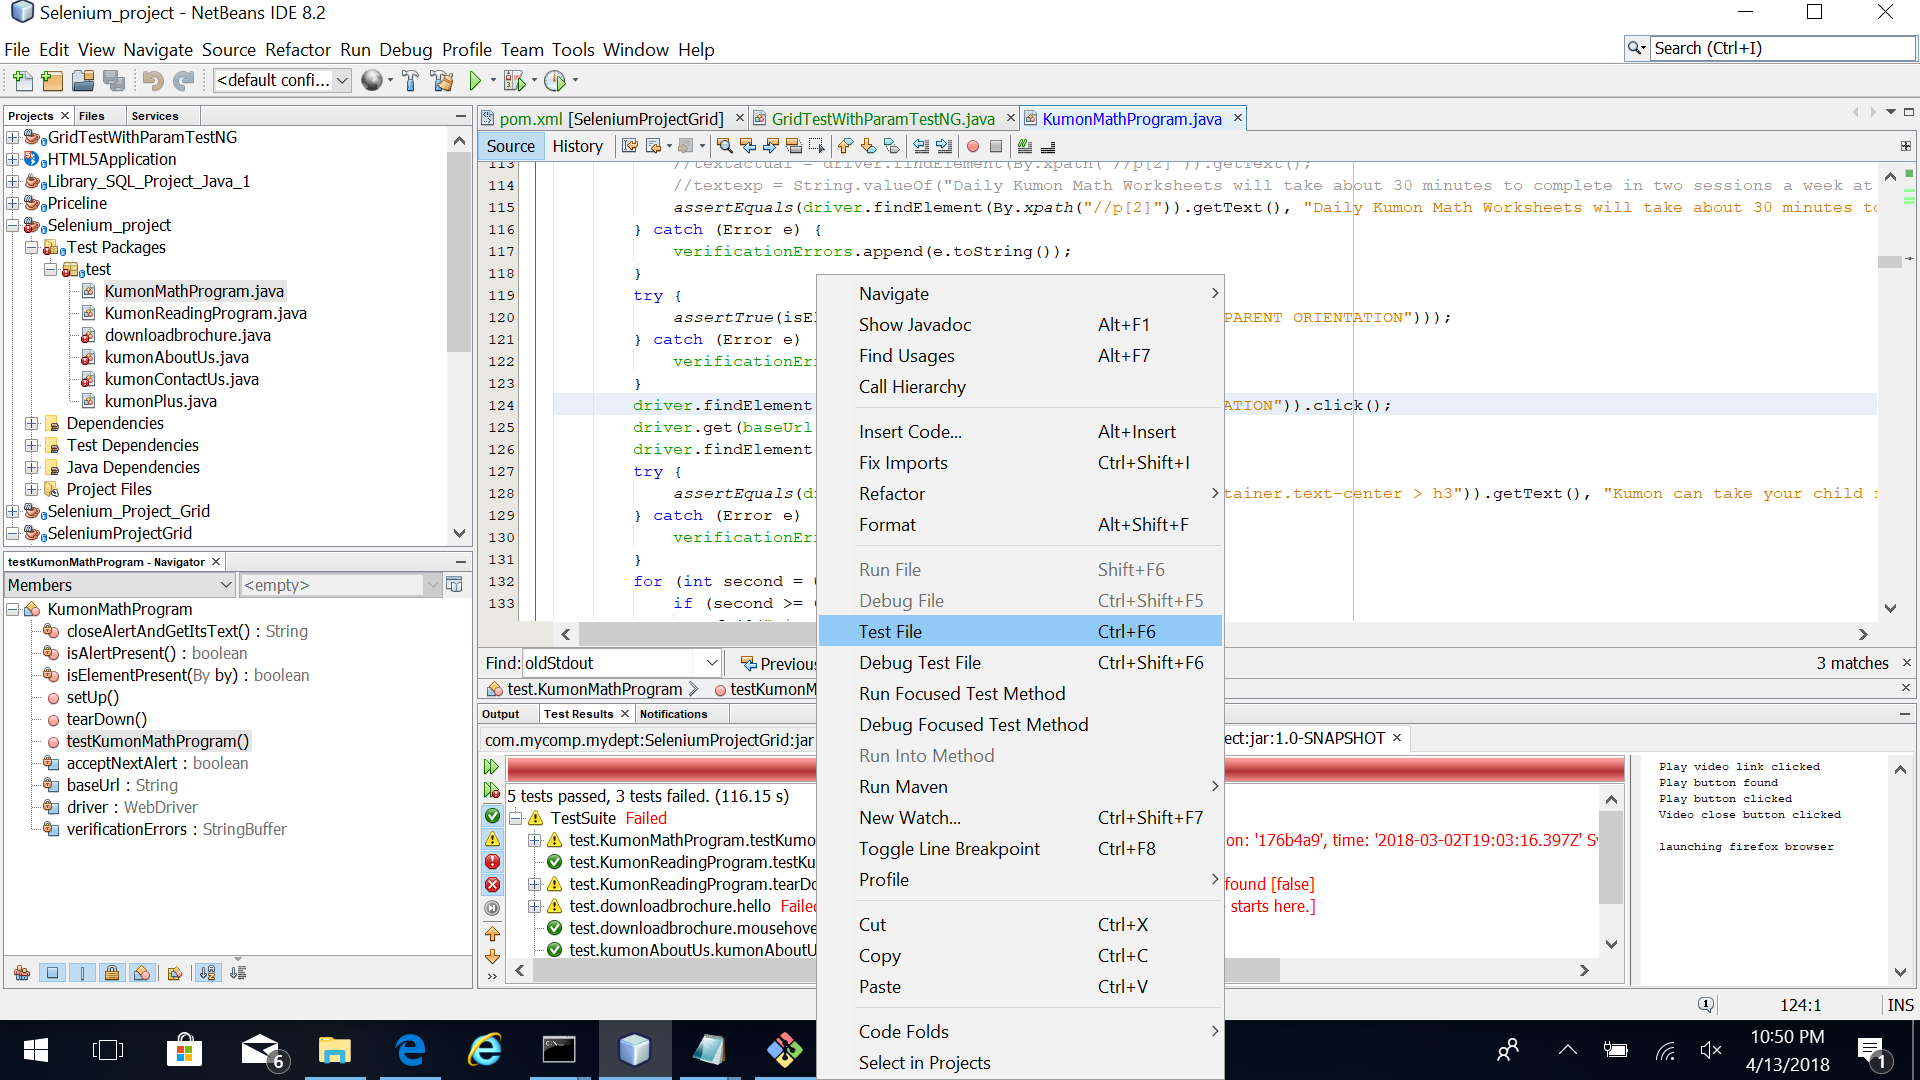 Selenium_project - NetBeans IDE 8.2
File Edit View Navigate Source Refactor Run Debug Profile Team Tools Window Help
Search (Ctrl+I)
<default confi...
Projects Files Services
GridTestWithParamTestNG
HTML5Application
Library_SQL_Project_Java_1
Priceline
Selenium_project
Test Packages
test
KumonMathProgram.java
KumonReadingProgram.java
downloadbrochure.java
kumonAboutUs.java
kumonContactUs.java
kumonPlus.java
Dependencies
Test Dependencies
Java Dependencies
Project Files
Selenium_Project_Grid
SeleniumProjectGrid
testKumonMathProgram - Navigator
Members <empty>
KumonMathProgram
closeAlertAndGetItsText() : String
isAlertPresent() : boolean
isElementPresent(By by) : boolean
setUp()
tearDown()
testKumonMathProgram()
acceptNextAlert : boolean
baseUrl : String
driver : WebDriver
verificationErrors : StringBuffer
pom.xml [SeleniumProjectGrid] GridTestWithParamTestNG.java KumonMathProgram.java
Source History
113 //textactual = driver.findElement(By.xpath("//p[2]")).getText();
114 //textexp = String.valueOf("Daily Kumon Math Worksheets will take about 30 minutes to complete in two sessions a week at
115 assertEquals(driver.findElement(By.xpath("//p[2]")).getText(), "Daily Kumon Math Worksheets will take about 30 minutes to
116 } catch (Error e) {
117 verificationErrors.append(e.toString());
118 }
119 try {
120 assertTrue(isEl PARENT ORIENTATION")));
121 } catch (Error e)
122 verificationErr
123 }
124 driver.findElement ATION")).click();
125 driver.get(baseUrl
126 driver.findElement
127 try {
128 assertEquals(dr tainer.text-center > h3")).getText(), "Kumon can take your child f
129 } catch (Error e)
130 verificationErr
131 }
132 for (int second = 0
133 if (second >= 6
Navigate
Show Javadoc Alt+F1
Find Usages Alt+F7
Call Hierarchy
Insert Code... Alt+Insert
Fix Imports Ctrl+Shift+I
Refactor
Format Alt+Shift+F
Run File Shift+F6
Debug File Ctrl+Shift+F5
Test File Ctrl+F6
Debug Test File Ctrl+Shift+F6
Run Focused Test Method
Debug Focused Test Method
Run Into Method
Run Maven
New Watch... Ctrl+Shift+F7
Toggle Line Breakpoint Ctrl+F8
Profile
Cut Ctrl+X
Copy Ctrl+C
Paste Ctrl+V
Code Folds
Select in Projects
Find: oldStdout Previou 3 matches
test.KumonMathProgram testKumonM
Output Test Results Notifications
com.mycomp.mydept:SeleniumProjectGrid:jar ect:jar:1.0-SNAPSHOT
5 tests passed, 3 tests failed. (116.15 s)
TestSuite Failed
test.KumonMathProgram.testKumo on: '176b4a9', time: '2018-03-02T19:03:16.397Z' Sy
test.KumonReadingProgram.testKu
test.KumonReadingProgram.tearDo found [false]
test.downloadbrochure.hello Failed starts here.]
test.downloadbrochure.mousehove
test.kumonAboutUs.kumonAboutU
Play video link clicked
Play button found
Play button clicked
Video close button clicked
launching firefox browser
124:1 INS
6
10:50 PM
4/13/2018
1